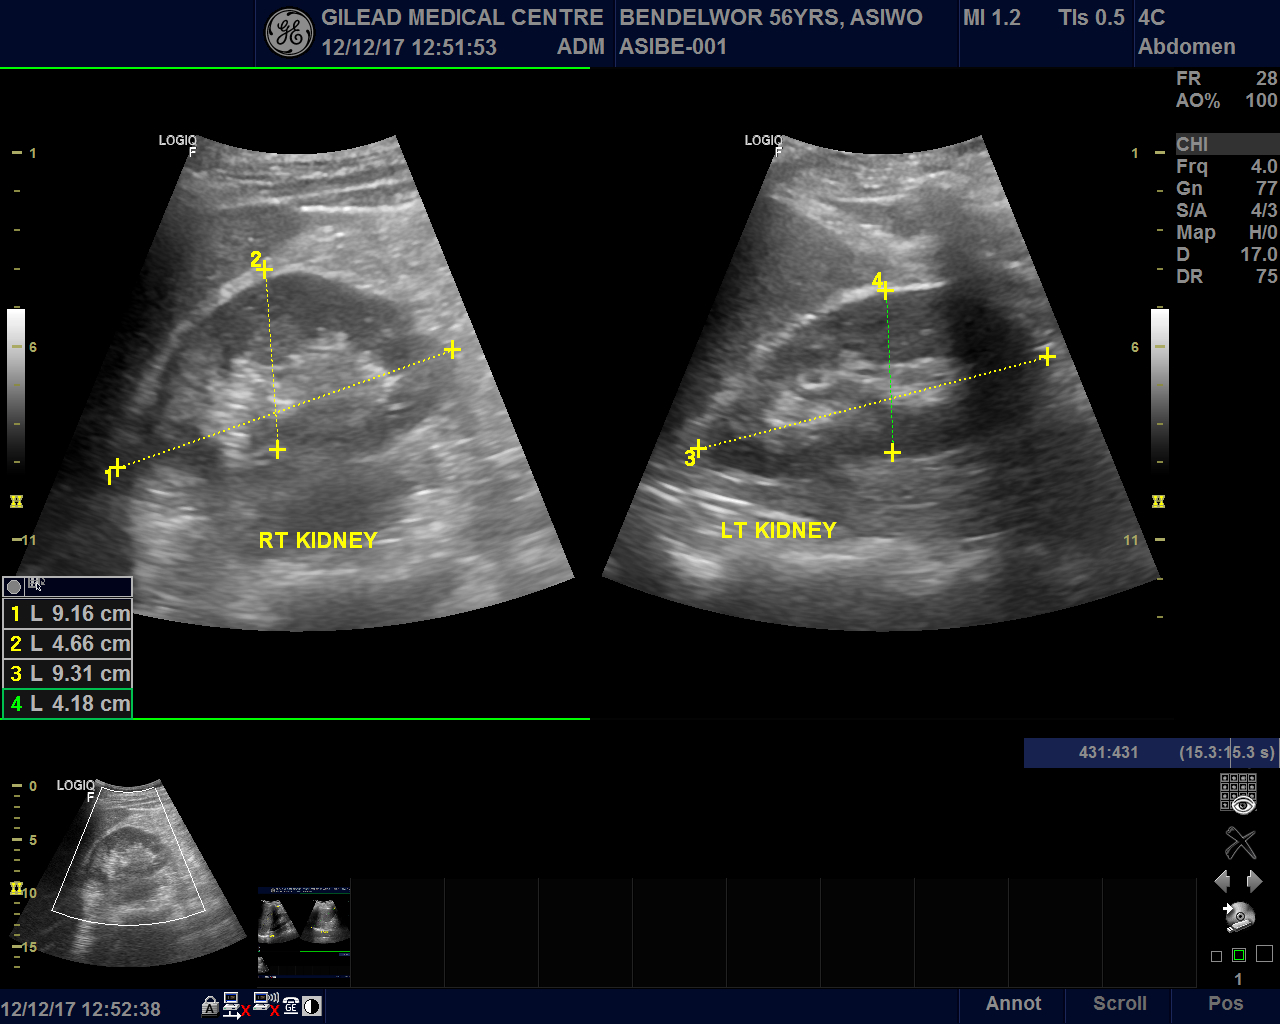 GILEAD MEDICAL CENTRE
12/12/17 12:51:53 ADM
BENDELWOR 56YRS, ASIWO
ASIBE-001
MI 1.2 TIs 0.5
4C
Abdomen
FR 28
AO% 100
CHI
Frq 4.0
Gn 77
S/A 4/3
Map H/0
D 17.0
DR 75
LOGIQ
F
LOGIQ
F
1
6
11
1
6
11
2
1
4
3
RT KIDNEY
LT KIDNEY
1 L 9.16 cm
2 L 4.66 cm
3 L 9.31 cm
4 L 4.18 cm
431:431 (15.3:15.3 s)
LOGIQ
F
0
5
10
15
1
12/12/17 12:52:38
Annot Scroll Pos